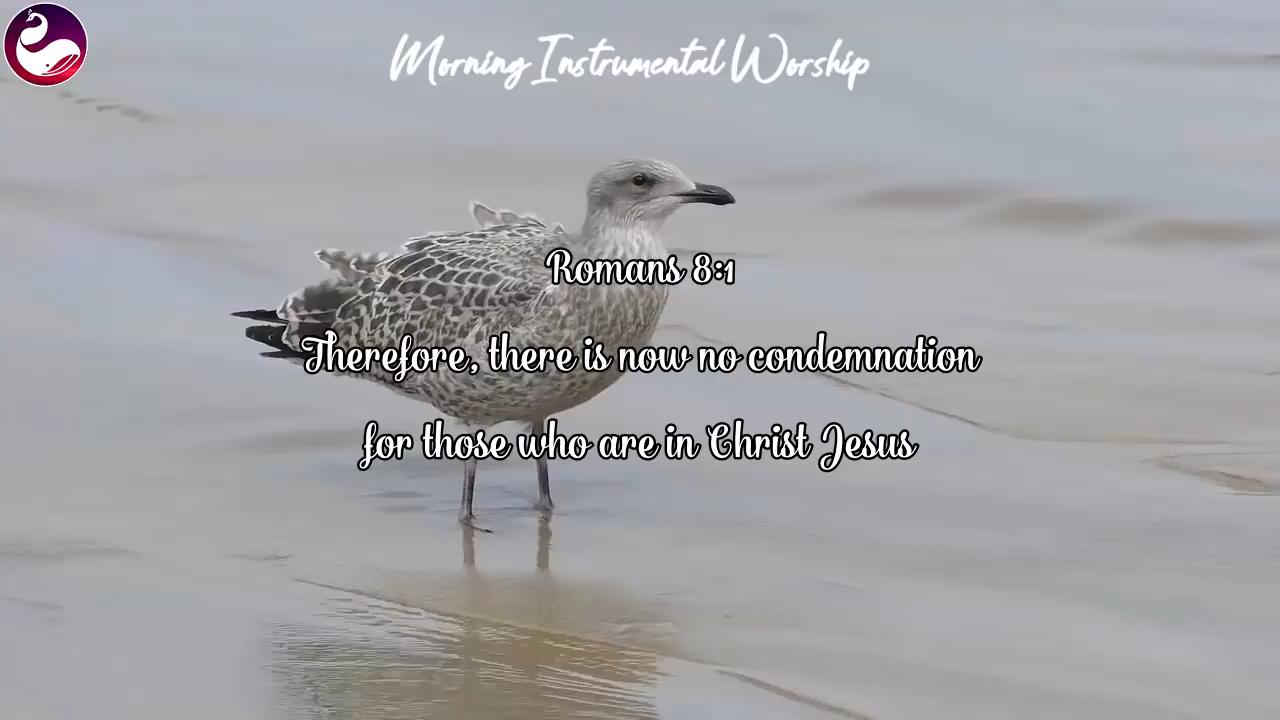 Morning Instrumental Worship
Romans 8:1
Therefore, there is now no condemnation
for those who are in Christ Jesus